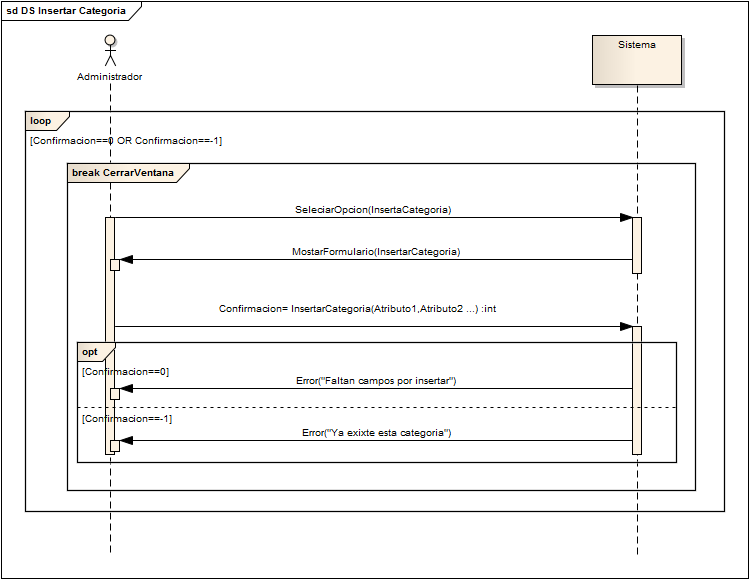 sd DS Insertar Categoria
Administrador
Sistema
loop
[Confirmacion==0 OR Confirmacion==-1]
break CerrarVentana
SeleciarOpcion(InsertaCategoria)
MostarFormulario(InsertarCategoria)
Confirmacion= InsertarCategoria(Atributo1,Atributo2 ...) :int
opt
[Confirmacion==0]
Error("Faltan campos por insertar")
[Confirmacion==-1]
Error("Ya exixte esta categoria")